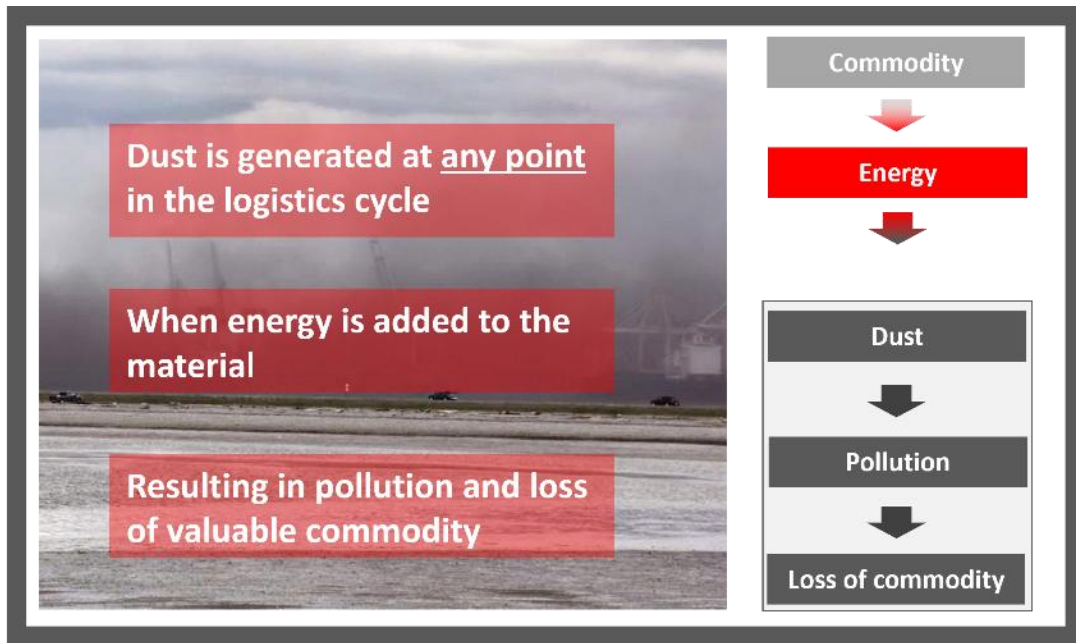 Dust is generated at any point
in the logistics cycle
When energy is added to the
material
Resulting in pollution and loss
of valuable commodity
Commodity
Energy
Dust
Pollution
Loss of commodity